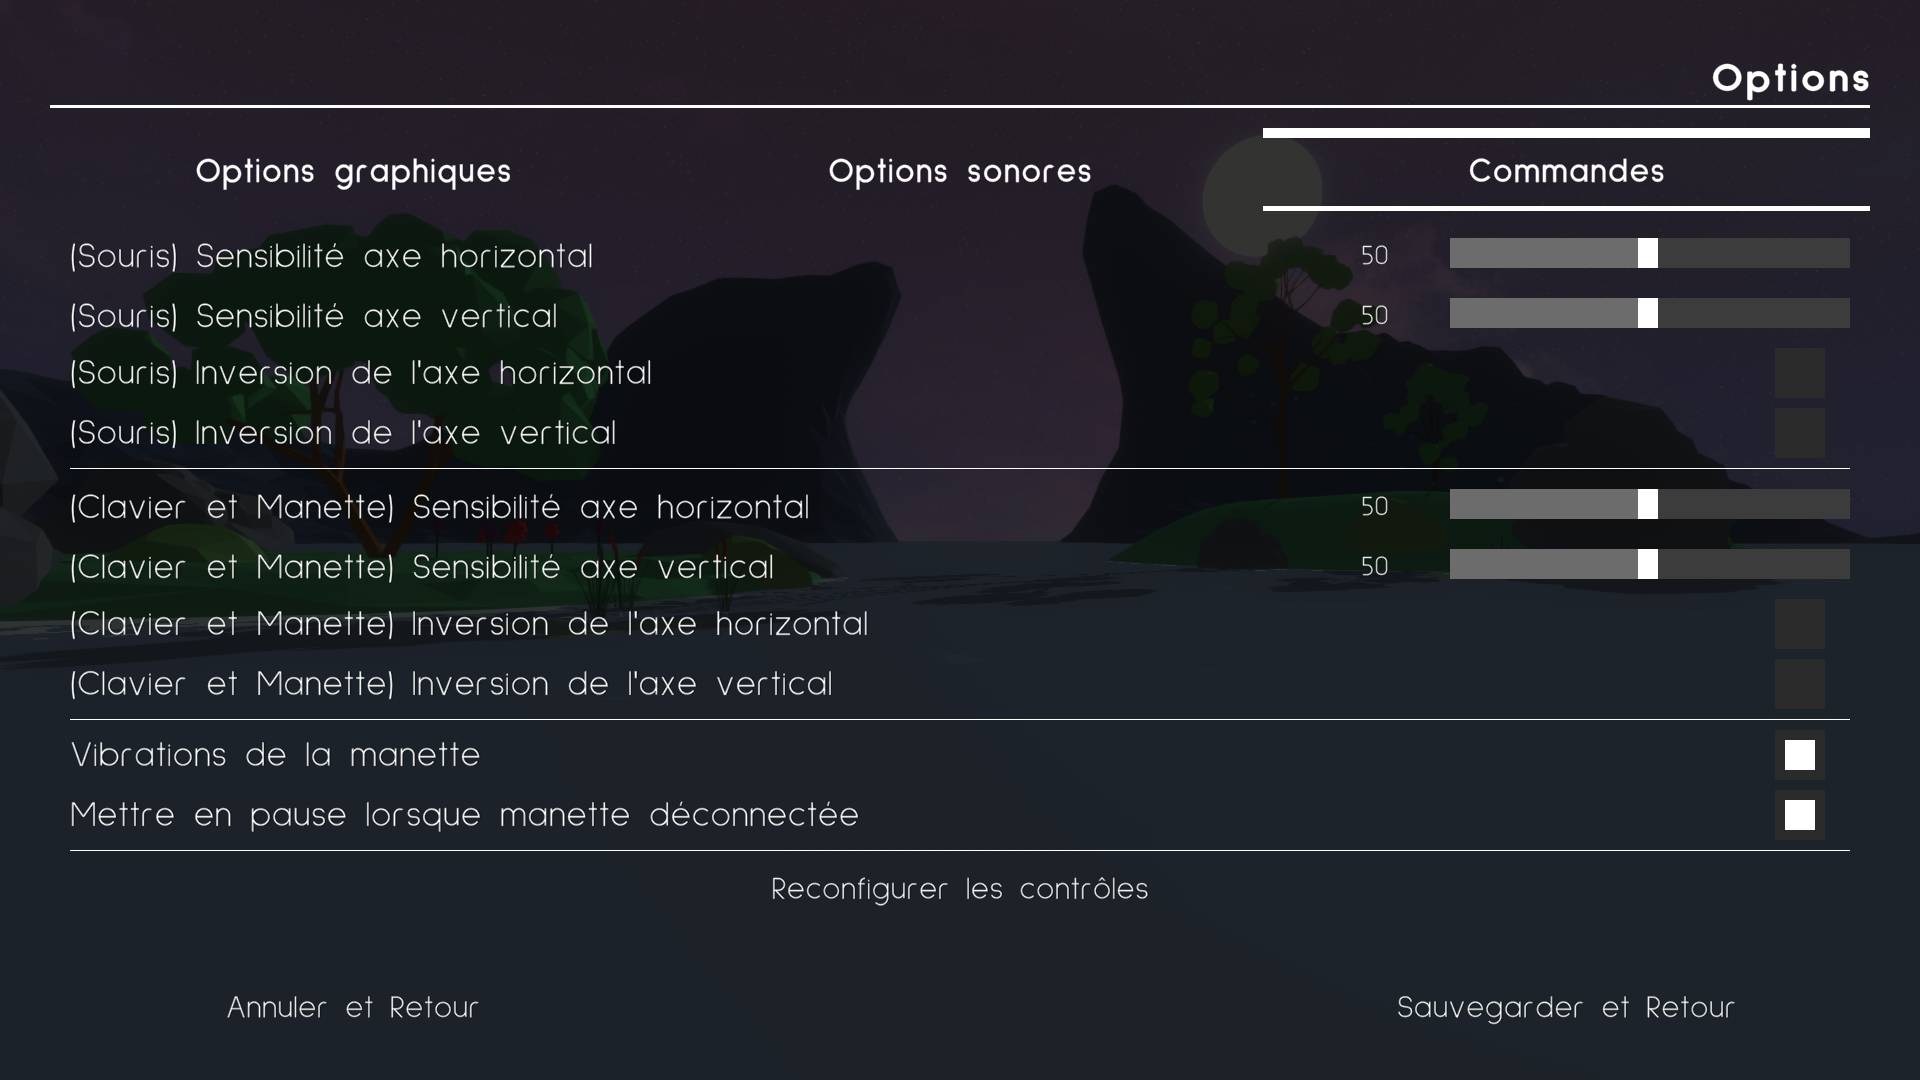 Options
Options graphiques
Options sonores
Commandes
(Souris) Sensibilité axe horizontal 50
(Souris) Sensibilité axe vertical 50
(Souris) Inversion de l'axe horizontal
(Souris) Inversion de l'axe vertical
(Clavier et Manette) Sensibilité axe horizontal 50
(Clavier et Manette) Sensibilité axe vertical 50
(Clavier et Manette) Inversion de l'axe horizontal
(Clavier et Manette) Inversion de l'axe vertical
Vibrations de la manette
Mettre en pause lorsque manette déconnectée
Reconfigurer les contrôles
Annuler et Retour
Sauvegarder et Retour